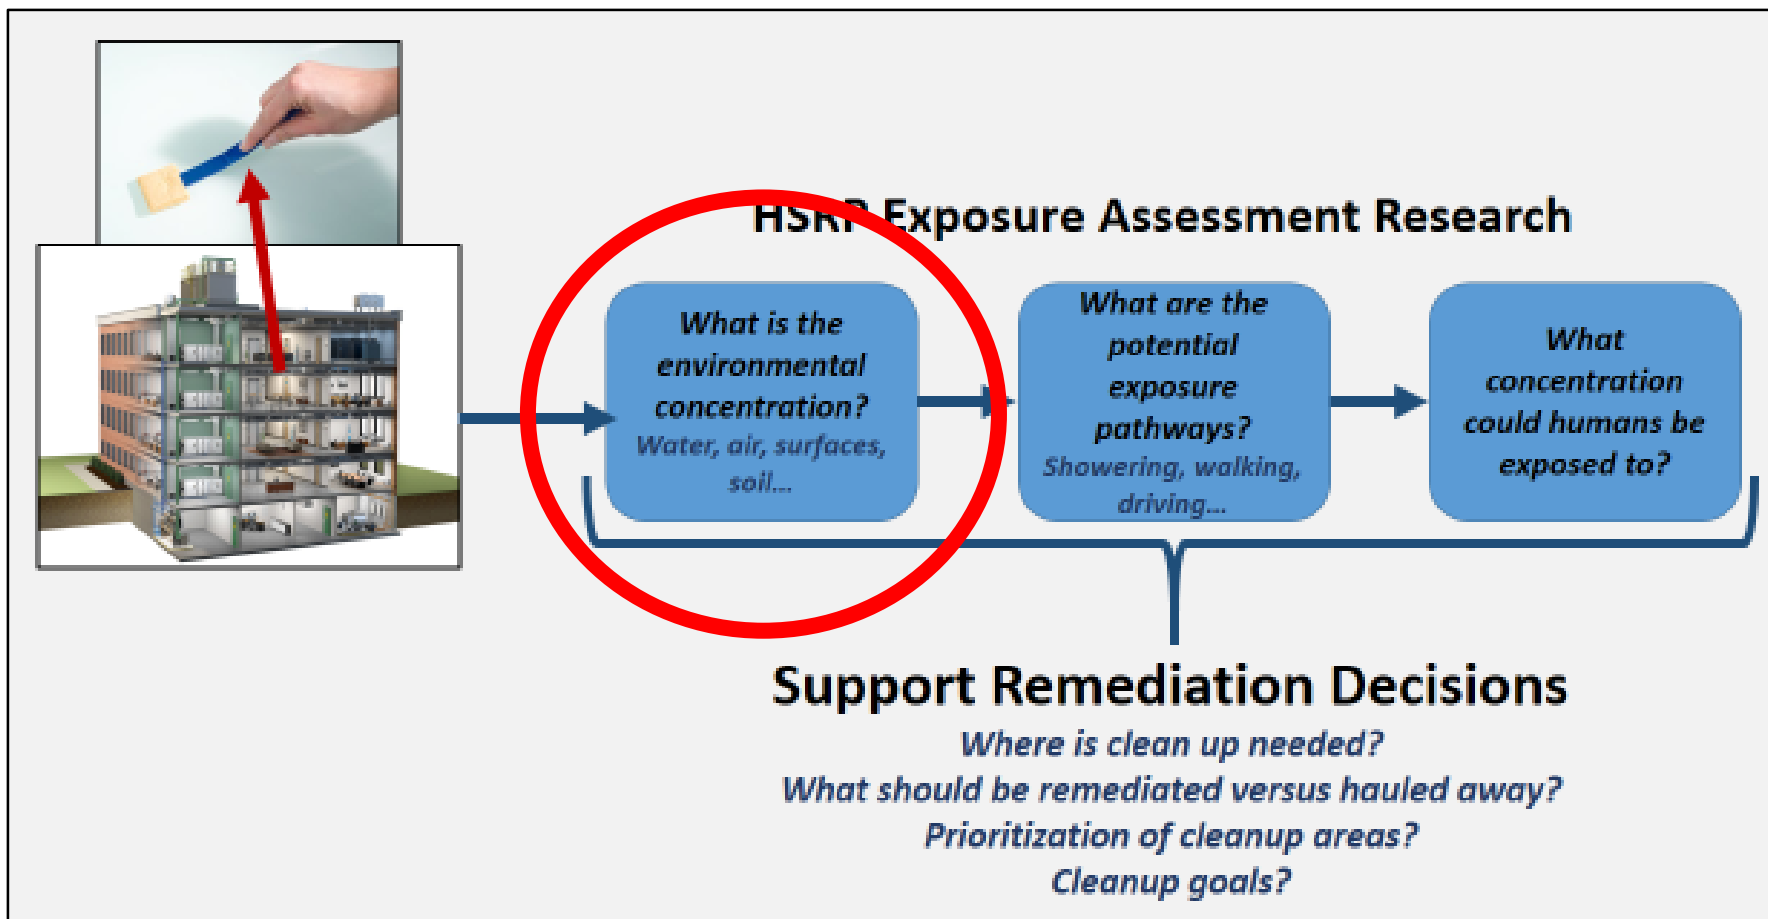 HSRP Exposure Assessment Research
What is the
environmental
concentration?
Water, air, surfaces,
soil...
What are the
potential
exposure
pathways?
Showering, walking,
driving...
What
concentration
could humans be
exposed to?
Support Remediation Decisions
Where is clean up needed?
What should be remediated versus hauled away?
Prioritization of cleanup areas?
Cleanup goals?